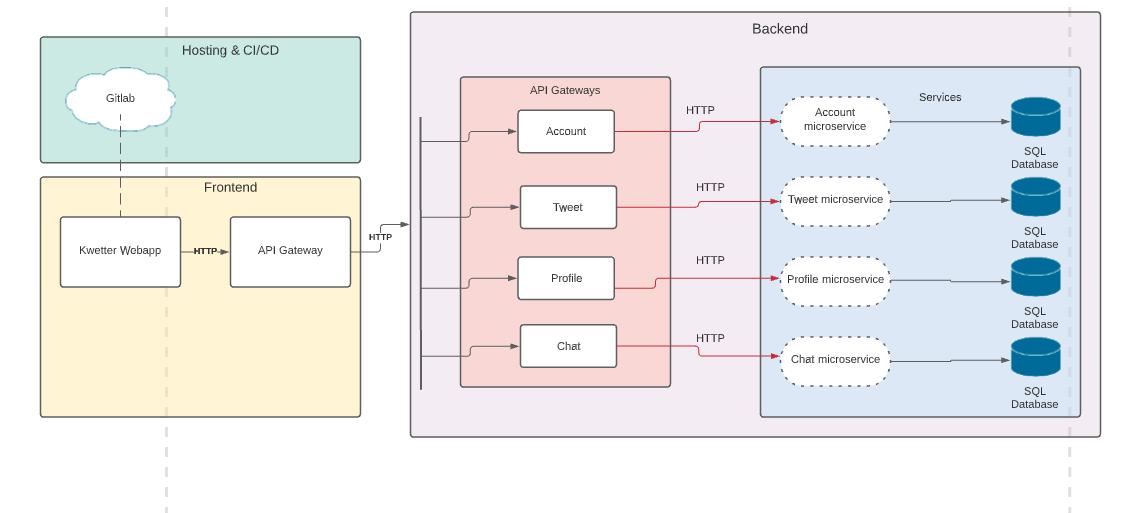 Hosting & CI/CD
Gitlab
Frontend
Kwetter Webapp
HTTP
API Gateway
HTTP
Backend
API Gateways
Account
Tweet
Profile
Chat
HTTP
HTTP
HTTP
HTTP
Services
Account
microservice
Tweet microservice
Profile microservice
Chat microservice
SQL
Database
SQL
Database
SQL
Database
SQL
Database